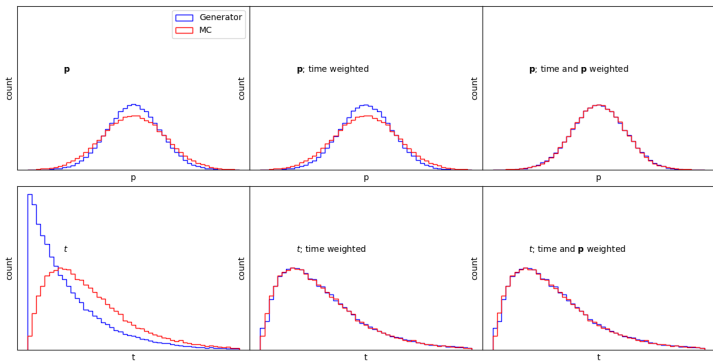 Generator
MC
p
p; time weighted
p; time and p weighted
count
count
count
p
p
p
t
t; time weighted
t; time and p weighted
count
count
count
t
t
t